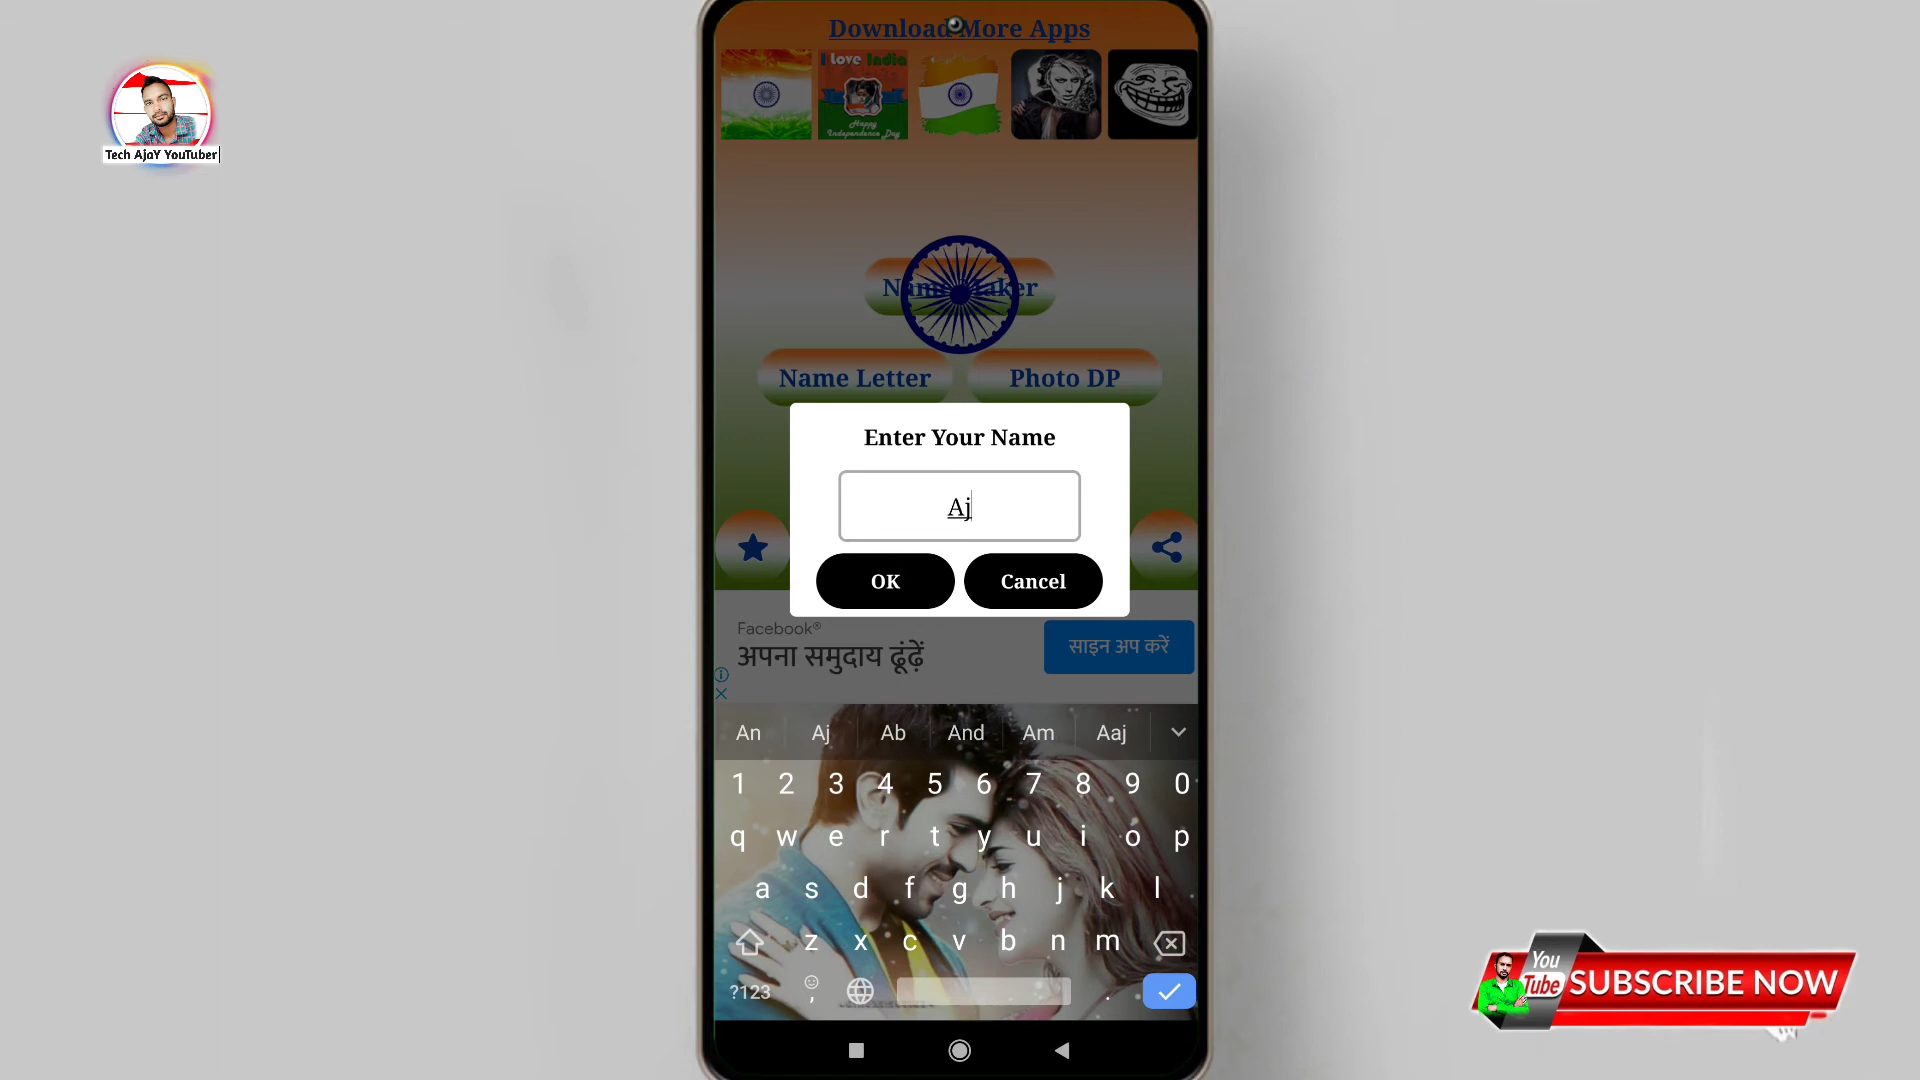 Download More Apps
I love India
Happy
Independence Day
Tech AjaY YouTuber
Name Maker
Name Letter
Photo DP
Enter Your Name
Aj
OK
Cancel
Facebook®
अपना समुदाय ढूंढ़ें
साइन अप करें
An Aj Ab And Am Aaj
1 2 3 4 5 6 7 8 9 0
q w e r t y u i o p
a s d f g h j k l
z x c v b n m
?123 , .
You
Tube
SUBSCRIBE NOW